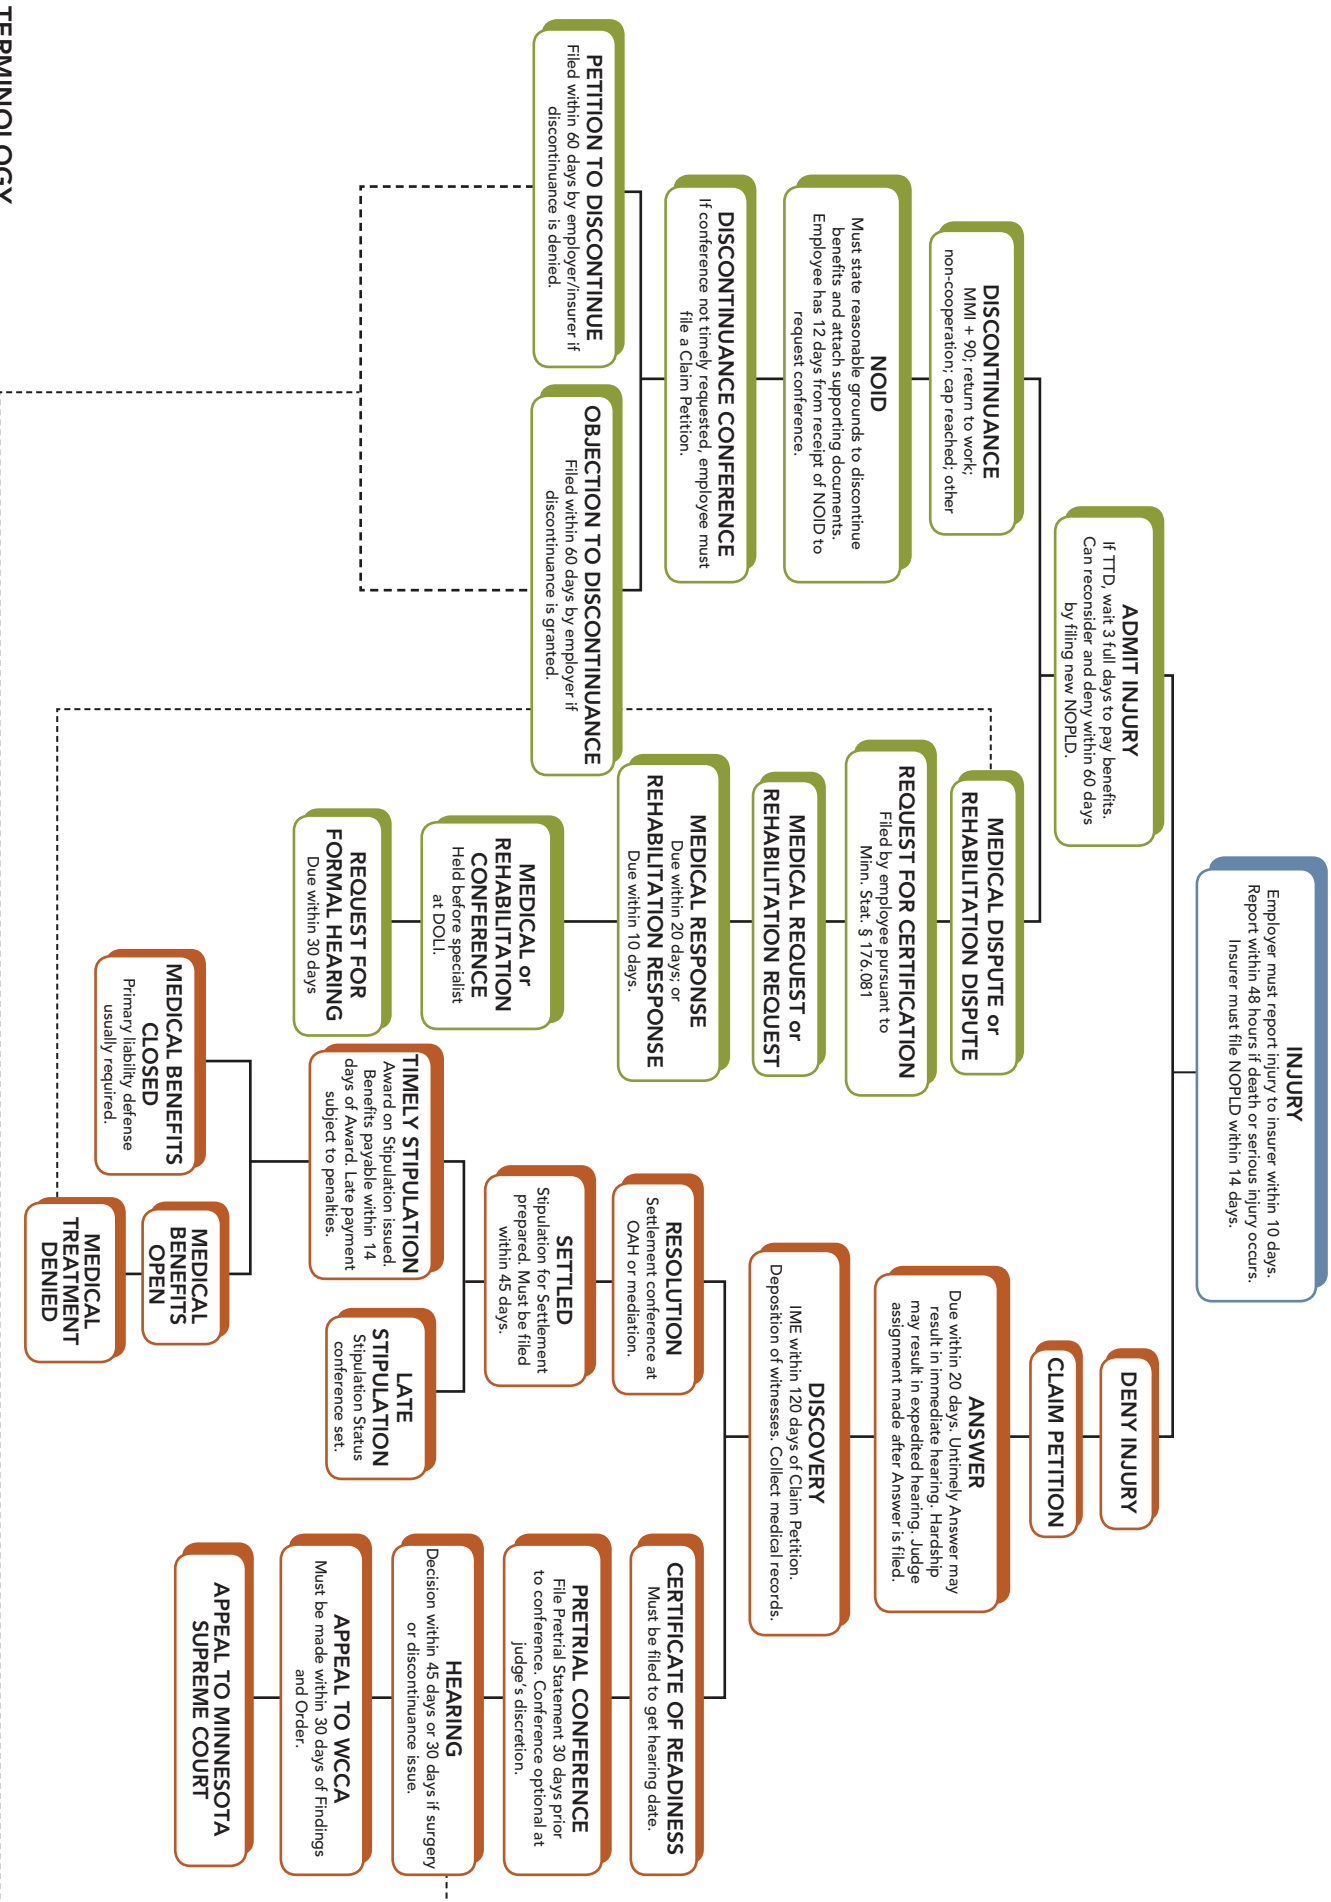 INJURY
Employer must report injury to insurer within 10 days.
Report within 48 hours if death or serious injury occurs.
Insurer must file NOPLD within 14 days.
ADMIT INJURY
If TTD, wait 3 full days to pay benefits.
Can reconsider and deny within 60 days
by filing new NOPLD.
DISCONTINUANCE
MMI + 90; return to work;
non-cooperation; cap reached; other
NOID
Must state reasonable grounds to discontinue
benefits and attach supporting documents.
Employee has 12 days from receipt of NOID to
request conference.
DISCONTINUANCE CONFERENCE
If conference not timely requested, employee must
file a Claim Petition.
PETITION TO DISCONTINUE
Filed within 60 days by employer/insurer if
discontinuance is denied.
OBJECTION TO DISCONTINUANCE
Filed within 60 days by employer if
discontinuance is granted.
MEDICAL DISPUTE or
REHABILITATION DISPUTE
REQUEST FOR CERTIFICATION
Filed by employee pursuant to
Minn. Stat. § 176.081
MEDICAL REQUEST or
REHABILITATION REQUEST
MEDICAL RESPONSE
Due within 20 days; or
REHABILITATION RESPONSE
Due within 10 days.
MEDICAL or
REHABILITATION
CONFERENCE
Held before specialist
at DOLI.
REQUEST FOR
FORMAL HEARING
Due within 30 days
DENY INJURY
CLAIM PETITION
ANSWER
Due within 20 days. Untimely Answer may
result in immediate hearing. Hardship
may result in expedited hearing. Judge
assignment made after Answer is filed.
DISCOVERY
IME within 120 days of Claim Petition.
Deposition of witnesses. Collect medical records.
RESOLUTION
Settlement conference at
OAH or mediation.
SETTLED
Stipulation for Settlement
prepared. Must be filed
within 45 days.
TIMELY STIPULATION
Award on Stipulation issued.
Benefits payable within 14
days of Award. Late payment
subject to penalties.
LATE
STIPULATION
Stipulation Status
conference set.
MEDICAL BENEFITS
CLOSED
Primary liability defense
usually required.
MEDICAL
BENEFITS
OPEN
MEDICAL
TREATMENT
DENIED
CERTIFICATE OF READINESS
Must be filed to get hearing date.
PRETRIAL CONFERENCE
File Pretrial Statement 30 days prior
to conference. Conference optional at
judge's discretion.
HEARING
Decision within 45 days or 30 days if surgery
or discontinuance issue.
APPEAL TO WCCA
Must be made within 30 days of Findings
and Order.
APPEAL TO MINNESOTA
SUPREME COURT
TERMINOLOGY